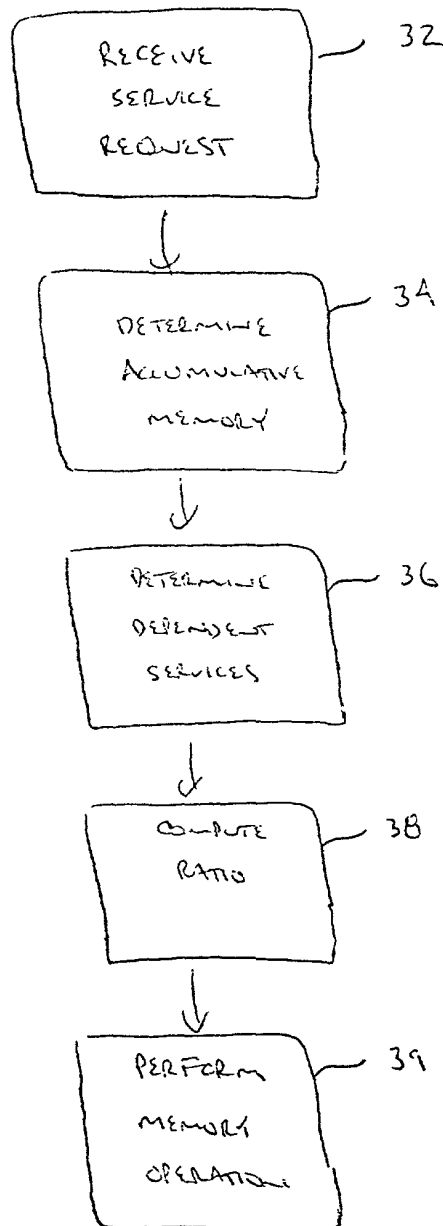 RECEIVE
SERVICE
REQUEST
32
DETERMINE
ACCUMULATIVE
MEMORY
34
DETERMINE
DEPENDENT
SERVICES
36
COMPUTE
RATIO
38
PERFORM
MEMORY
OPERATION
39